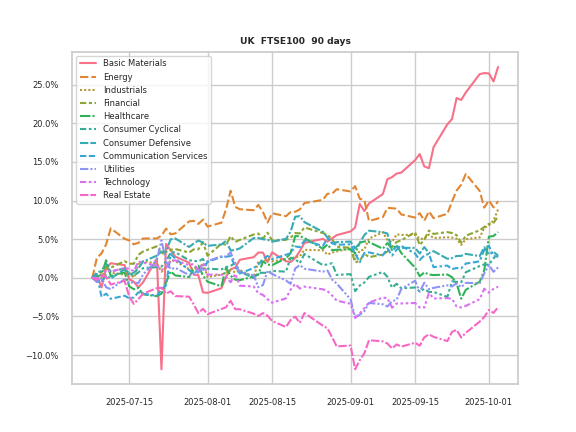 UK FTSE100 90 days
Basic Materials
Energy
Industrials
Financial
Healthcare
Consumer Cyclical
Consumer Defensive
Communication Services
Utilities
Technology
Real Estate
25.0%
20.0%
15.0%
10.0%
5.0%
0.0%
−5.0%
−10.0%
2025-07-15 2025-08-01 2025-08-15 2025-09-01 2025-09-15 2025-10-01